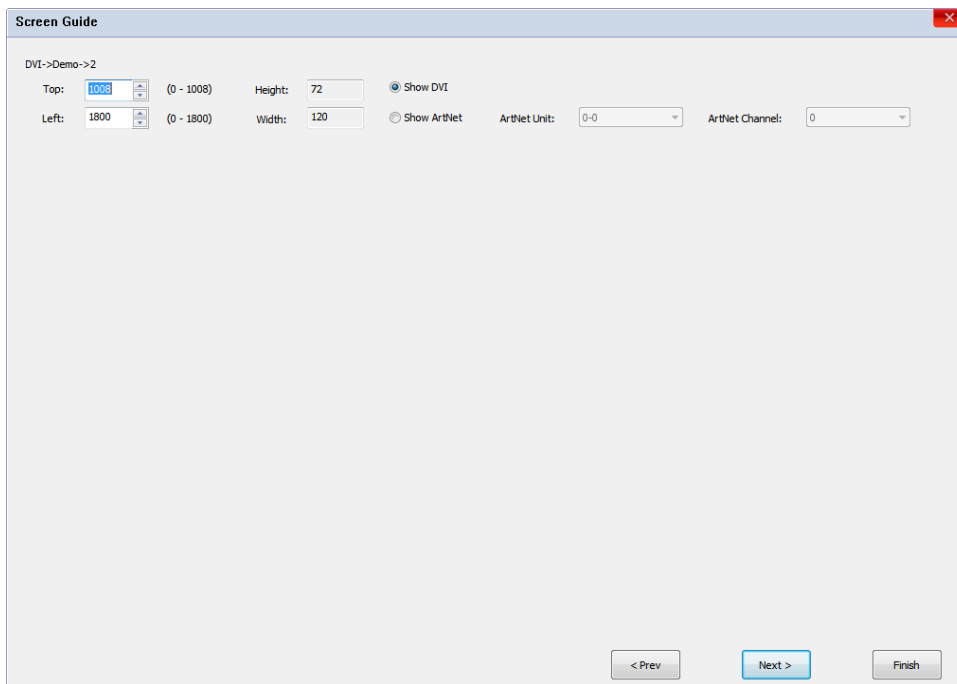 Screen Guide
DVI->Demo->2
Top: 1008 (0 - 1008) Height: 72 Show DVI
Left: 1800 (0 - 1800) Width: 120 Show ArtNet ArtNet Unit: 0-0 ArtNet Channel: 0
< Prev Next > Finish